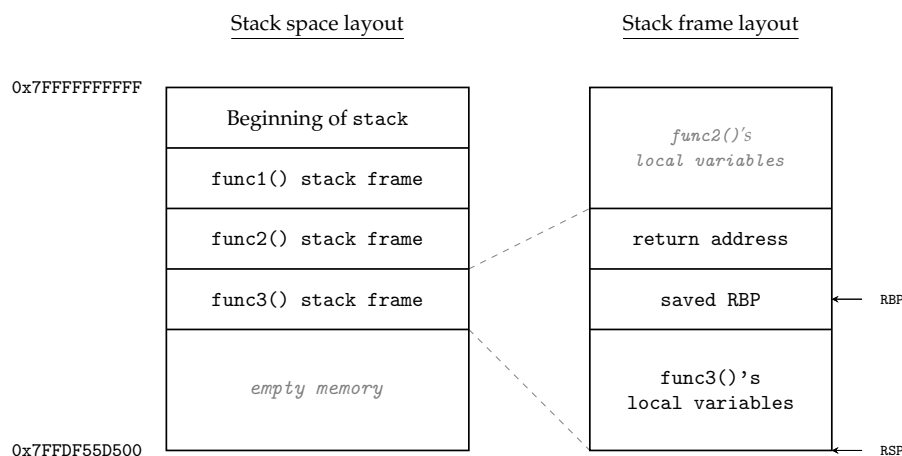 Stack space layout
Stack frame layout
0x7FFFFFFFFFF
Beginning of stack
func1() stack frame
func2() stack frame
func3() stack frame
empty memory
0x7FFDF55D500
func2()'s
local variables
return address
saved RBP
RBP
func3()'s
local variables
RSP